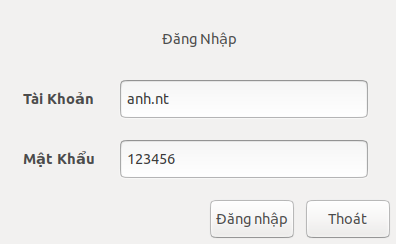 Đăng Nhập
Tài Khoản anh.nt
Mật Khẩu 123456
Đăng nhập Thoát